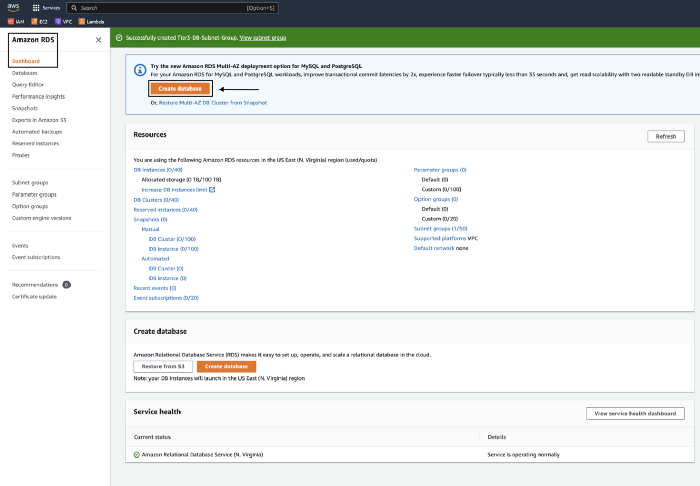 aws
Services
Search
[Option+S]
IAM
EC2
VPC
Lambda
Amazon RDS
Dashboard
Databases
Query Editor
Performance Insights
Snapshots
Exports in Amazon S3
Automated backups
Reserved instances
Proxies
Subnet groups
Parameter groups
Option groups
Custom engine versions
Events
Event subscriptions
Recommendations 0
Certificate update
Successfully created Tier3-DB-Subnet-Group. View subnet group
Try the new Amazon RDS Multi-AZ deployment option for MySQL and PostgreSQL
For your Amazon RDS for MySQL and PostgreSQL workloads, improve transactional commit latencies by 2x, experience faster failover typically less than 35 seconds and, get read scalability with two readable standby DB in
Create database
Or, Restore Multi-AZ DB Cluster from Snapshot
Resources
Refresh
You are using the following Amazon RDS resources in the US East (N. Virginia) region (used/quota)
DB Instances (0/40)
Allocated storage (0 TB/100 TB)
Increase DB instances limit
DB Clusters (0/40)
Reserved instances (0/40)
Snapshots (0)
Manual
DB Cluster (0/100)
DB Instance (0/100)
Automated
DB Cluster (0)
DB Instance (0)
Recent events (0)
Event subscriptions (0/20)
Parameter groups (0)
Default (0)
Custom (0/100)
Option groups (0)
Default (0)
Custom (0/20)
Subnet groups (1/50)
Supported platforms VPC
Default network none
Create database
Amazon Relational Database Service (RDS) makes it easy to set up, operate, and scale a relational database in the cloud.
Restore from S3
Create database
Note: your DB instances will launch in the US East (N. Virginia) region
Service health
View service health dashboard
Current status
Details
Amazon Relational Database Service (N. Virginia)
Service is operating normally